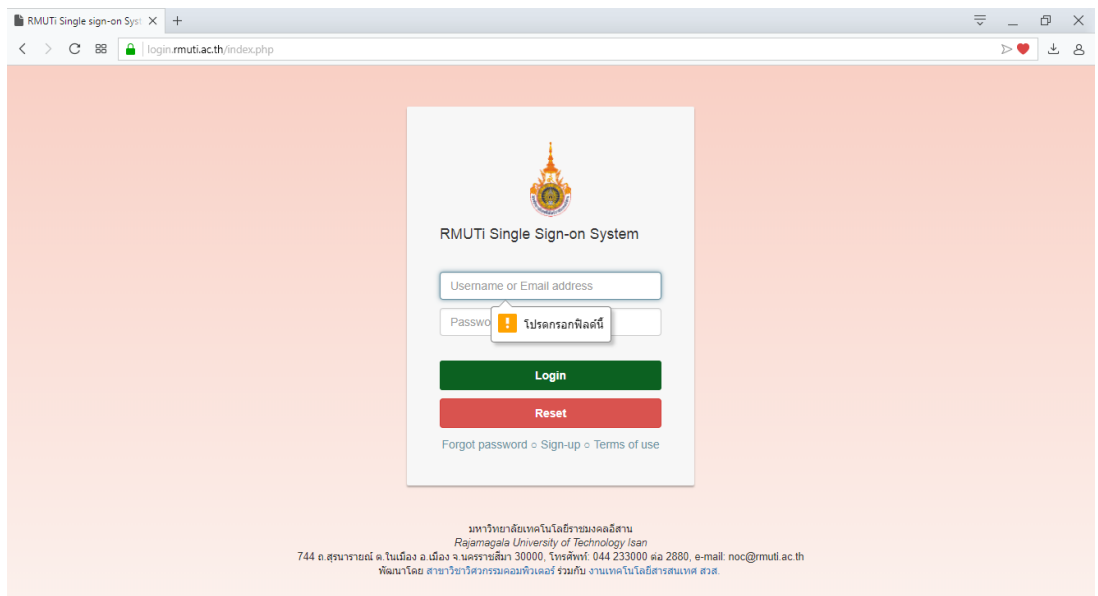 RMUTi Single sign-on Syst
login.rmuti.ac.th/index.php
RMUTi Single Sign-on System
Username or Email address
Passwo
โปรดกรอกฟิลด์นี้
Login
Reset
Forgot password ○ Sign-up ○ Terms of use
มหาวิทยาลัยเทคโนโลยีราชมงคลอีสาน
Rajamagala University of Technology Isan
744 ถ.สุรนารายณ์ ต.ในเมือง อ.เมือง จ.นครราชสีมา 30000, โทรศัพท์: 044 233000 ต่อ 2880, e-mail: noc@rmuti.ac.th
พัฒนาโดย สาขาวิชาวิศวกรรมคอมพิวเตอร์ ร่วมกับ งานเทคโนโลยีสารสนเทศ สวส.